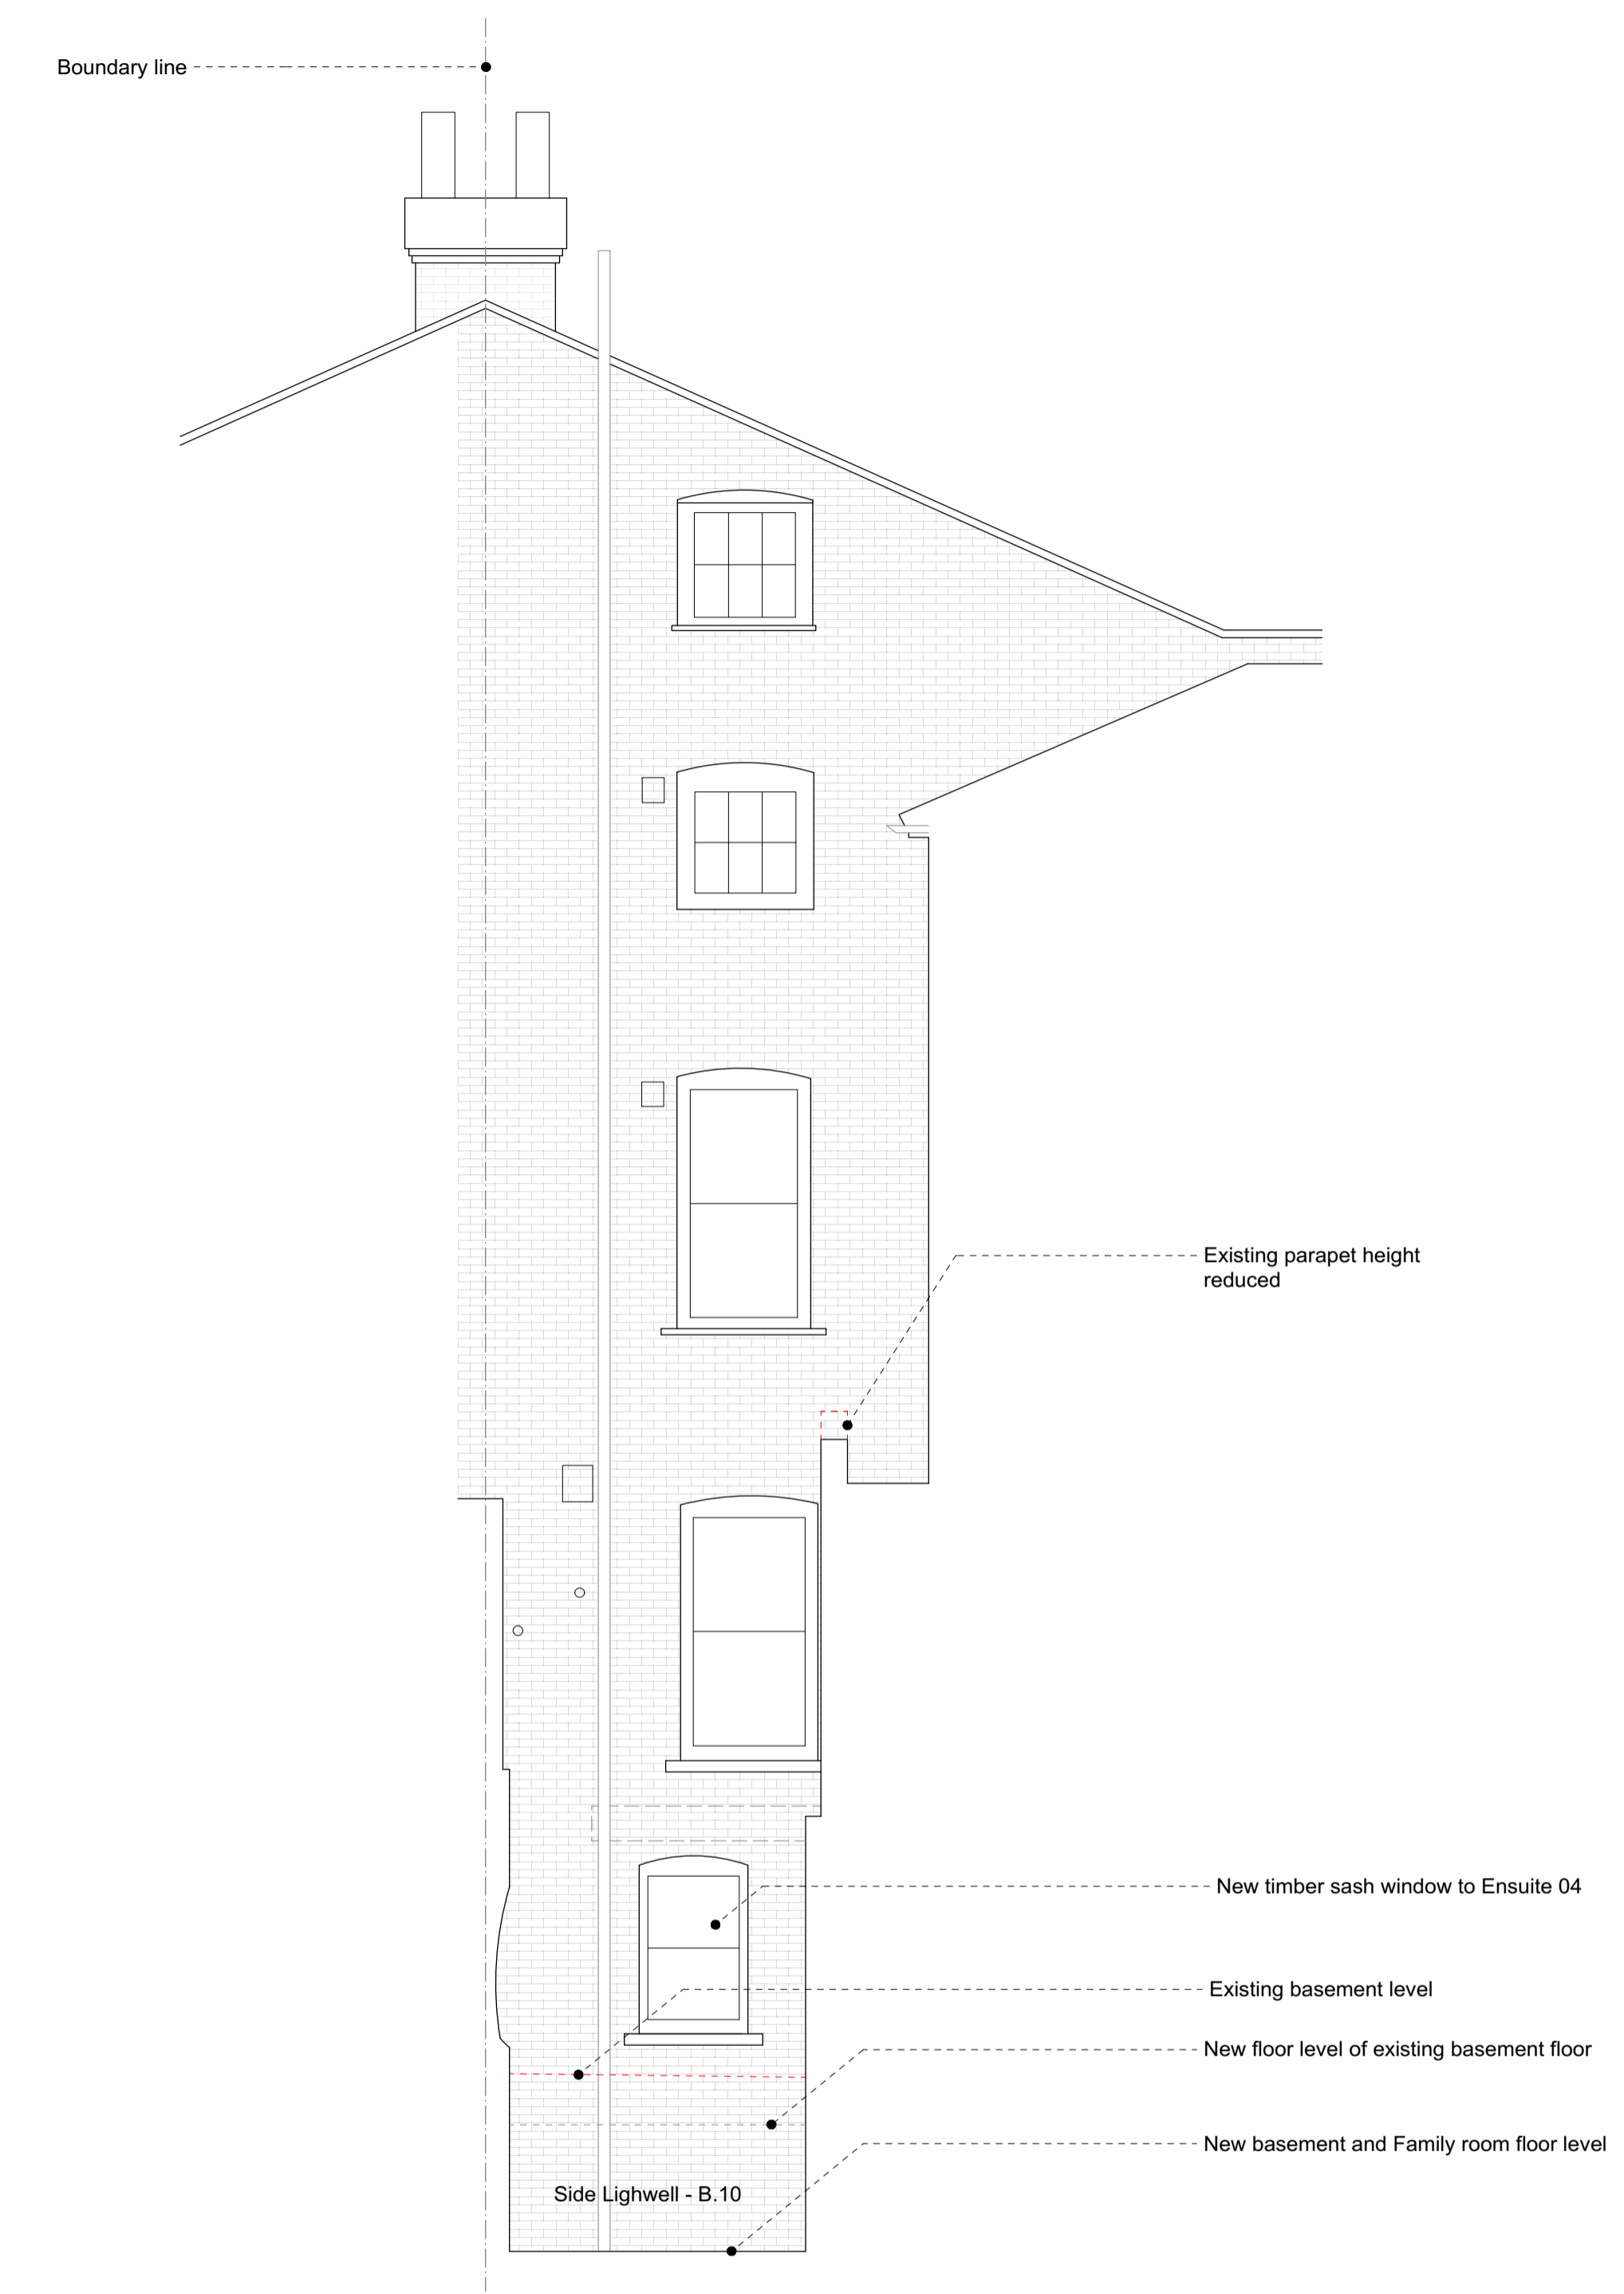 Boundary line
Existing parapet height
reduced
New timber sash window to Ensuite 04
Existing basement level
New floor level of existing basement floor
New basement and Family room floor level
Side Lighwell - B.10